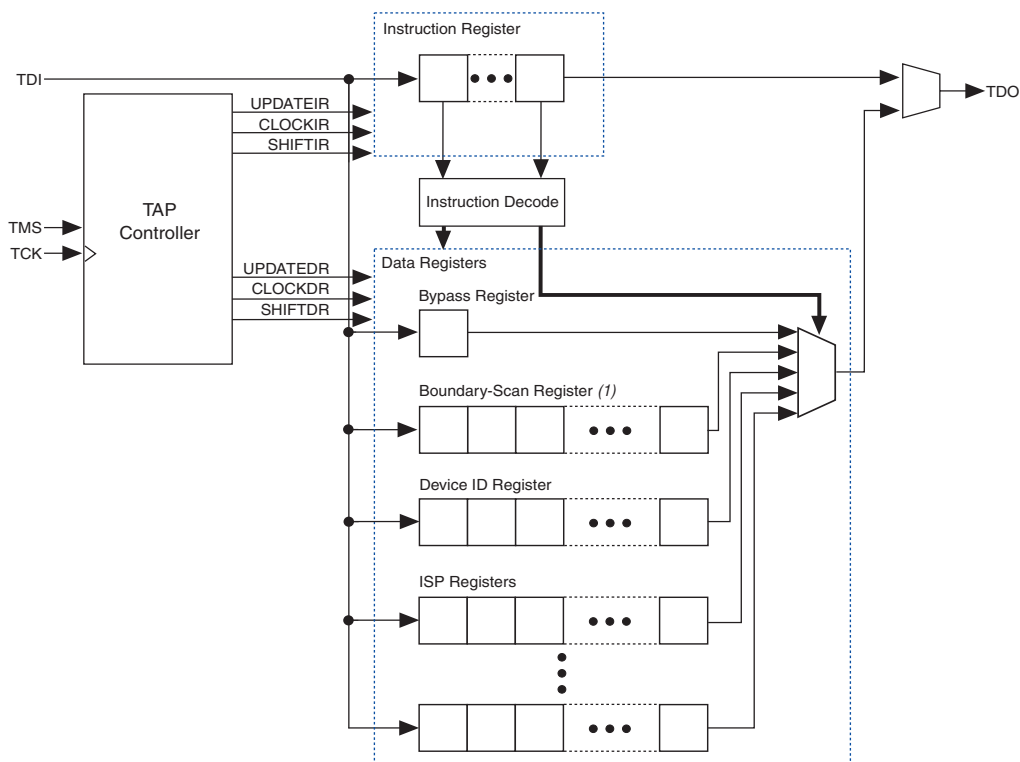 Instruction Register
TDI
TDO
UPDATEIR
CLOCKIR
SHIFTIR
TAP
Controller
Instruction Decode
TMS
TCK
Data Registers
UPDATEDR
CLOCKDR
SHIFTDR
Bypass Register
Boundary-Scan Register (1)
Device ID Register
ISP Registers